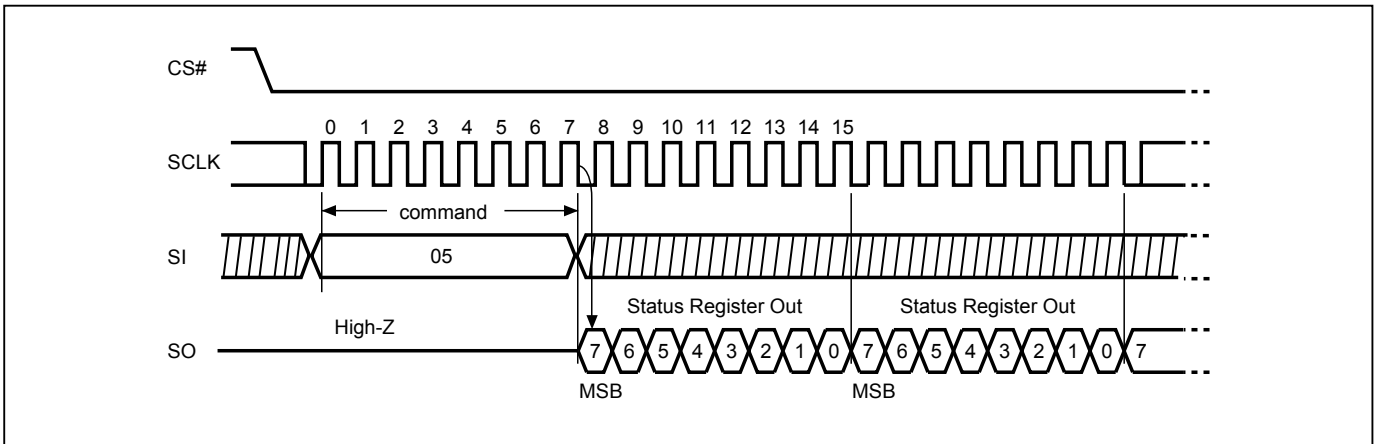 CS#
0 1 2 3 4 5 6 7 8 9 10 11 12 13 14 15
SCLK
command
SI
05
Status Register Out Status Register Out
High-Z
SO
7 6 5 4 3 2 1 0 7 6 5 4 3 2 1 0 7
MSB MSB